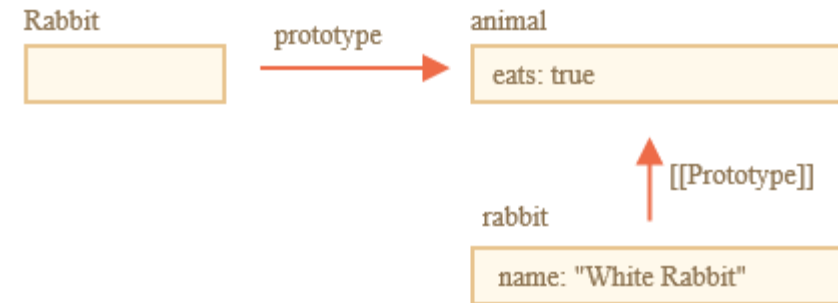 Rabbit
prototype
animal
eats: true
[[Prototype]]
rabbit
name: "White Rabbit"